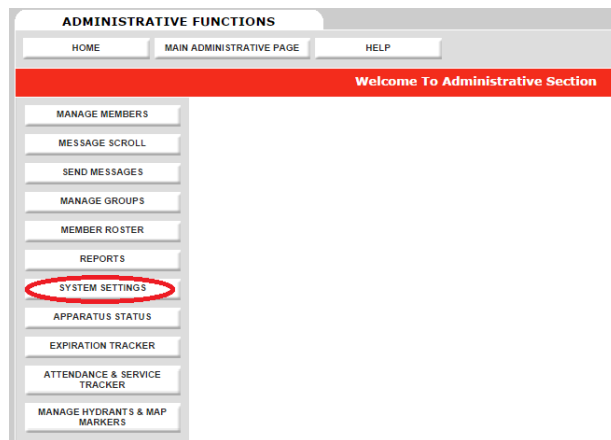 ADMINISTRATIVE FUNCTIONS
HOME
MAIN ADMINISTRATIVE PAGE
HELP
Welcome To Administrative Section
MANAGE MEMBERS
MESSAGE SCROLL
SEND MESSAGES
MANAGE GROUPS
MEMBER ROSTER
REPORTS
SYSTEM SETTINGS
APPARATUS STATUS
EXPIRATION TRACKER
ATTENDANCE & SERVICE
TRACKER
MANAGE HYDRANTS & MAP
MARKERS